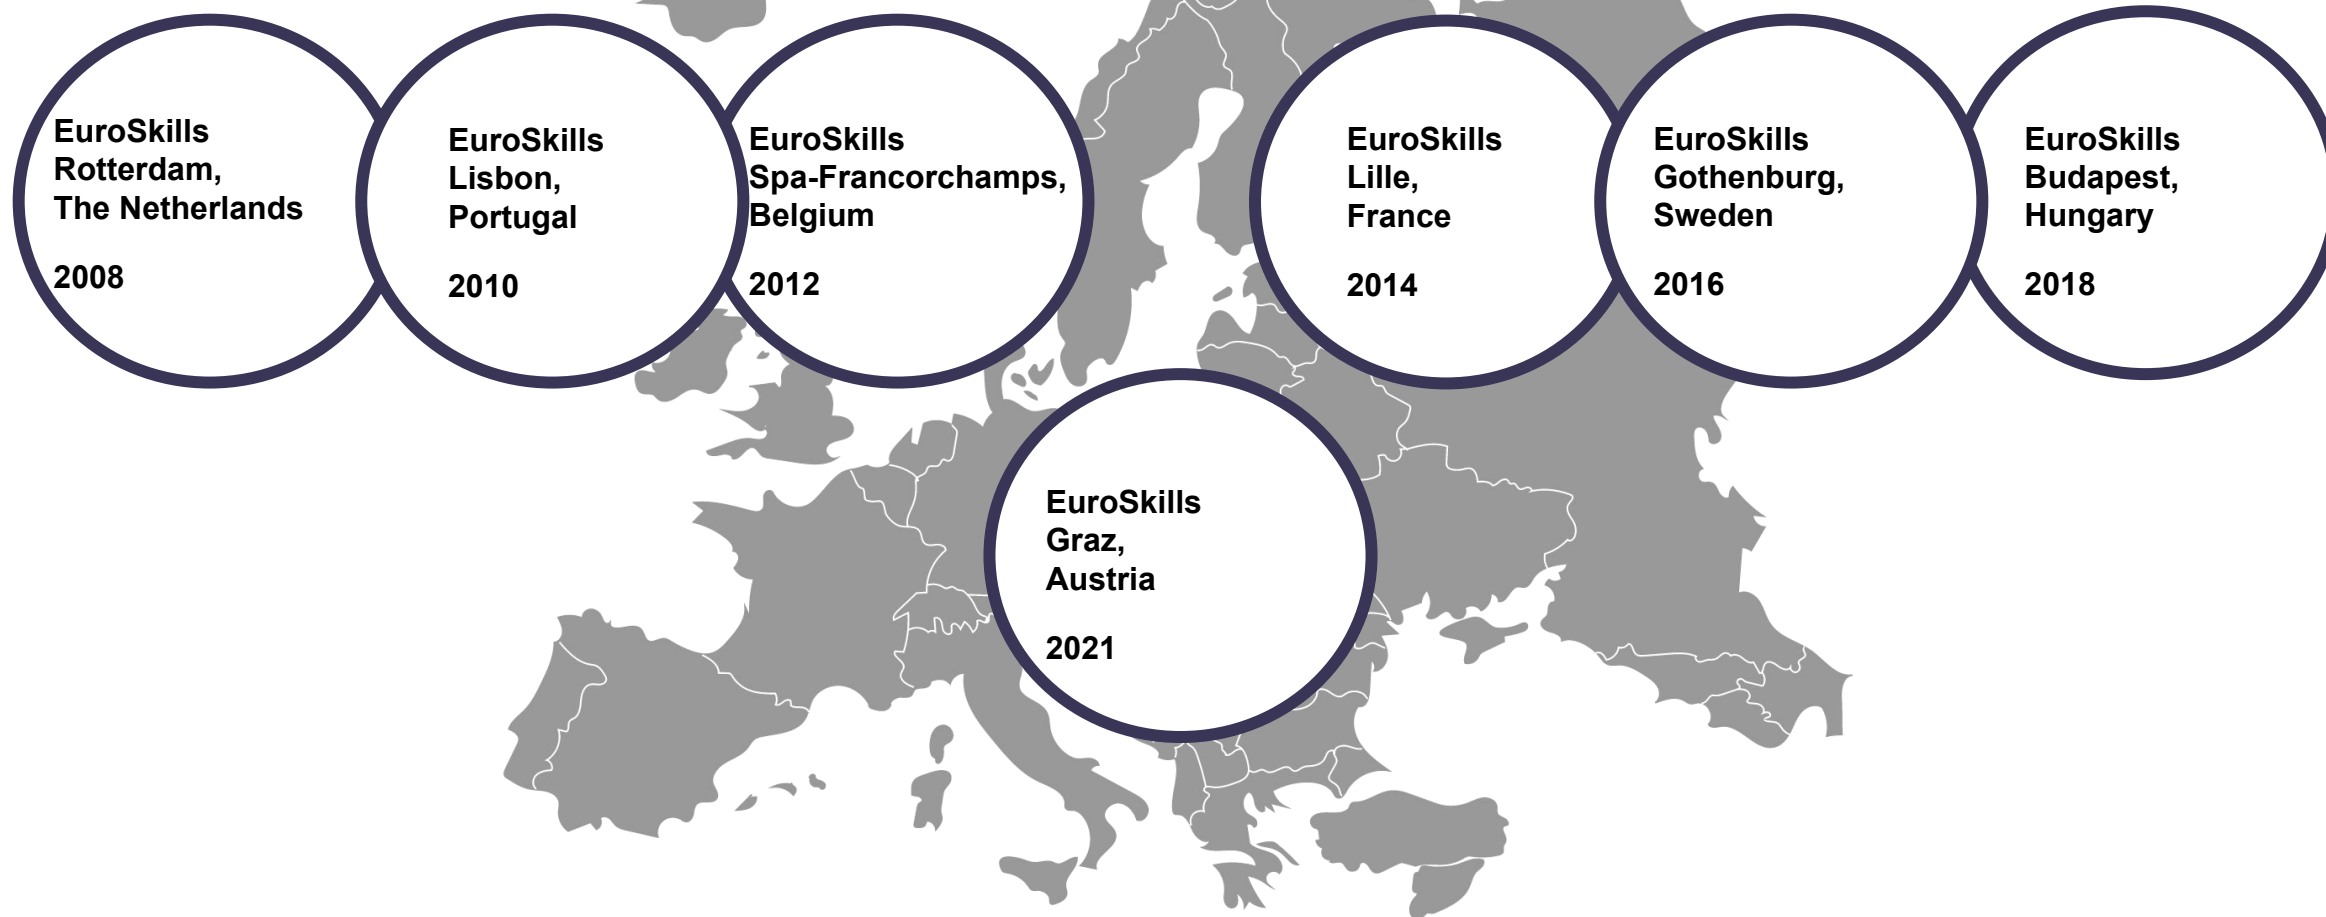 EuroSkills
Rotterdam,
The Netherlands
2008
EuroSkills
Lisbon,
Portugal
2010
EuroSkills
Spa-Francorchamps,
Belgium
2012
EuroSkills
Lille,
France
2014
EuroSkills
Gothenburg,
Sweden
2016
EuroSkills
Budapest,
Hungary
2018
EuroSkills
Graz,
Austria
2021